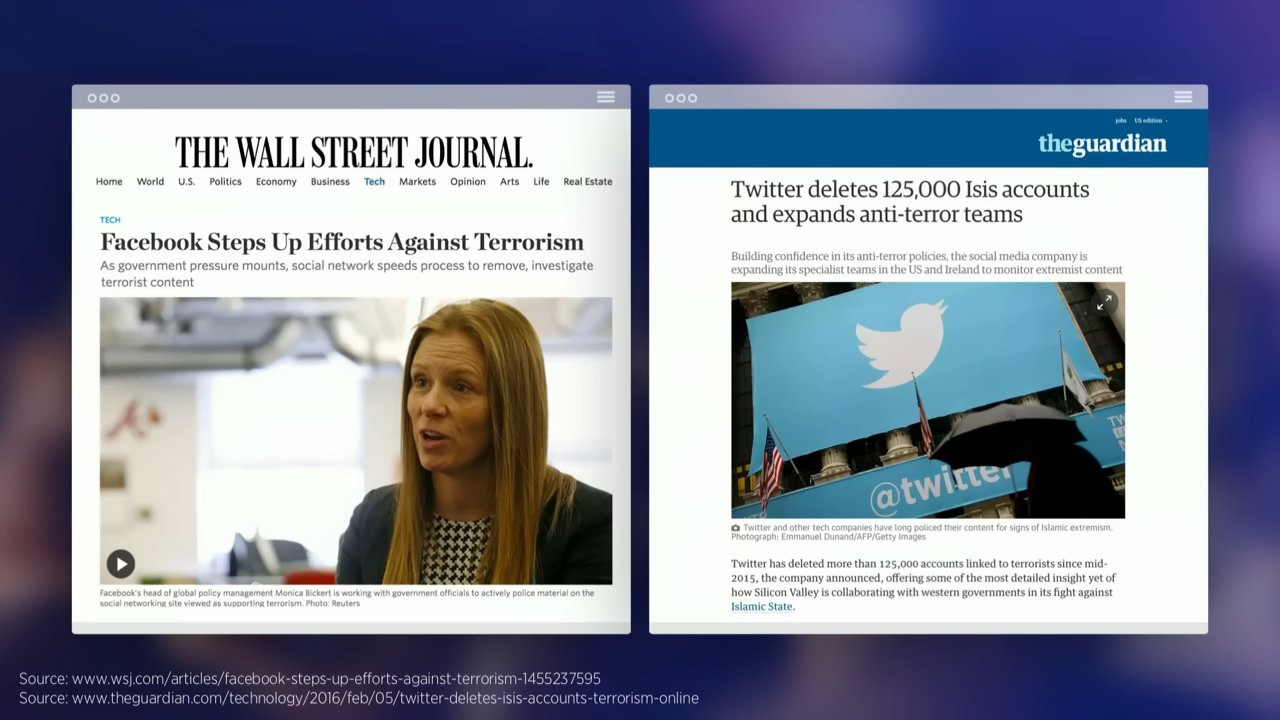 THE WALL STREET JOURNAL.
Home World U.S. Politics Economy Business Tech Markets Opinion Arts Life Real Estate
TECH
Facebook Steps Up Efforts Against Terrorism
As government pressure mounts, social network speeds process to remove, investigate
terrorist content
Facebook's head of global policy management Monica Bickert is working with government officials to actively police material on the
social networking site viewed as supporting terrorism. Photo: Reuters
jobs US edition
theguardian
Twitter deletes 125,000 Isis accounts
and expands anti-terror teams
Building confidence in its anti-terror policies, the social media company is
expanding its specialist teams in the US and Ireland to monitor extremist content
@twitter
Twitter and other tech companies have long policed their content for signs of Islamic extremism.
Photograph: Emmanuel Dunand/AFP/Getty Images
Twitter has deleted more than 125,000 accounts linked to terrorists since mid-
2015, the company announced, offering some of the most detailed insight yet of
how Silicon Valley is collaborating with western governments in its fight against
Islamic State.
Source: www.wsj.com/articles/facebook-steps-up-efforts-against-terrorism-1455237595
Source: www.theguardian.com/technology/2016/feb/05/twitter-deletes-isis-accounts-terrorism-online